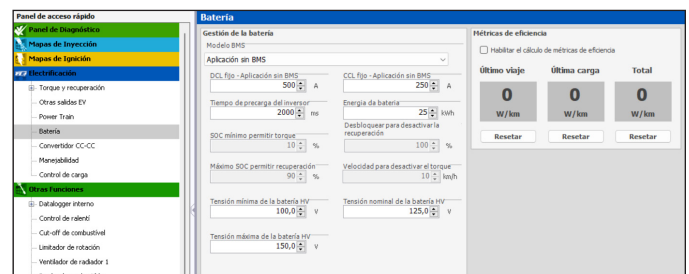 Panel de acceso rápido
Panel de Diagnóstico
Mapas de Inyección
Mapas de Ignición
Electrificación
Torque y recuperación
Otras salidas EV
Power Train
Batería
Convertidor CC-CC
Manejabilidad
Control de carga
Otras Funciones
Datalogger interno
Control de ralentí
Cut-off de combustível
Limitador de rotación
Ventilador de radiador 1
Batería
Gestión de la batería
Modelo BMS
Aplicación sin BMS
DCL fijo - Aplicación sin BMS
500 A
CCL fijo - Aplicación sin BMS
250 A
Tiempo de precarga del inversor
2000 ms
Energia da bateria
25 kWh
SOC mínimo permitir torque
10 %
Desbloquear para desactivar la
recuperación
100 %
Máximo SOC permitir recuperación
90 %
Velocidad para desactivar el torque
10 km/h
Tensión mínima de la batería HV
100,0 V
Tensión nominal de la batería HV
125,0 V
Tensión máxima de la batería HV
150,0 V
Métricas de eficiencia
Habilitar el cálculo de métricas de eficiencia
Último viaje Última carga Total
0 0 0
W/km W/km W/km
Resetar Resetar Resetar